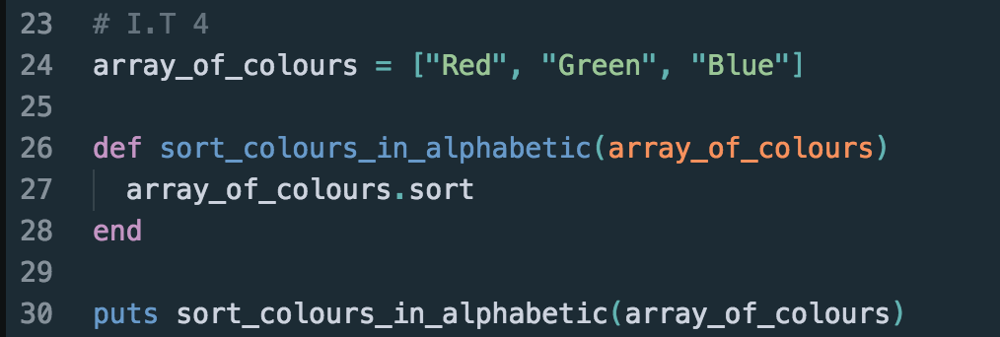 23 # I.T 4
24 array_of_colours = ["Red", "Green", "Blue"]
25
26 def sort_colours_in_alphabetic(array_of_colours)
27   array_of_colours.sort
28 end
29
30 puts sort_colours_in_alphabetic(array_of_colours)